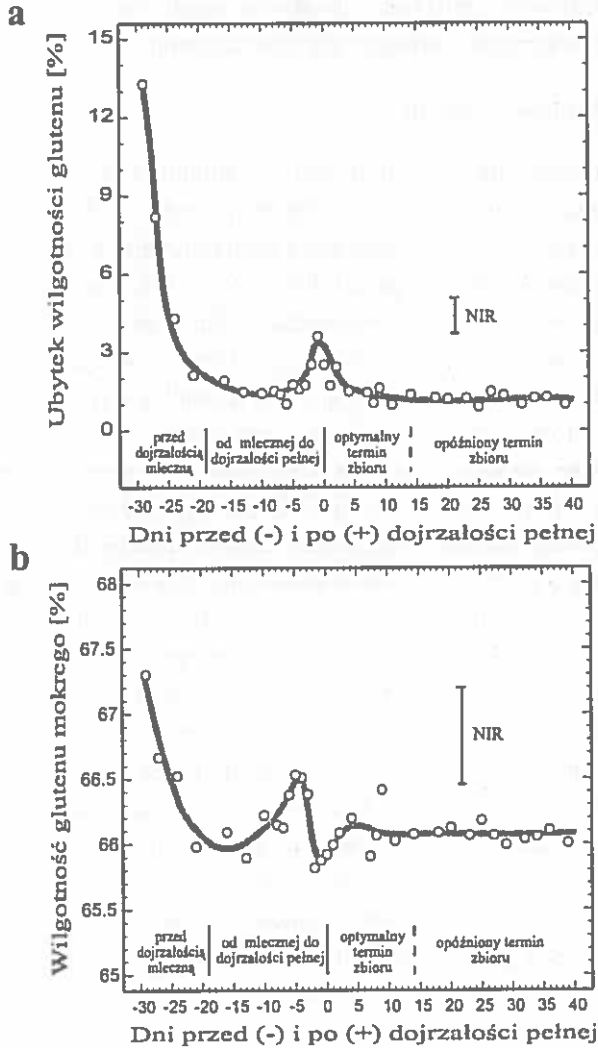 a
Ubytek wilgotności glutenu [%]
15
12
9
6
3
0
NIR
przed dojrzałością mleczną
od mlecznej do dojrzałości pełnej
optymalny termin zbioru
opóźniony termin zbioru
-30 -25 -20 -15 -10 -5 0 5 10 15 20 25 30 35 40
Dni przed (-) i po (+) dojrzałości pełnej
b
Wilgotność glutenu mokrego [%]
68
67.5
67
66.5
66
65.5
65
NIR
przed dojrzałością mleczną
od mlecznej do dojrzałości pełnej
optymalny termin zbioru
opóźniony termin zbioru
-30 -25 -20 -15 -10 -5 0 5 10 15 20 25 30 35 40
Dni przed (-) i po (+) dojrzałości pełnej